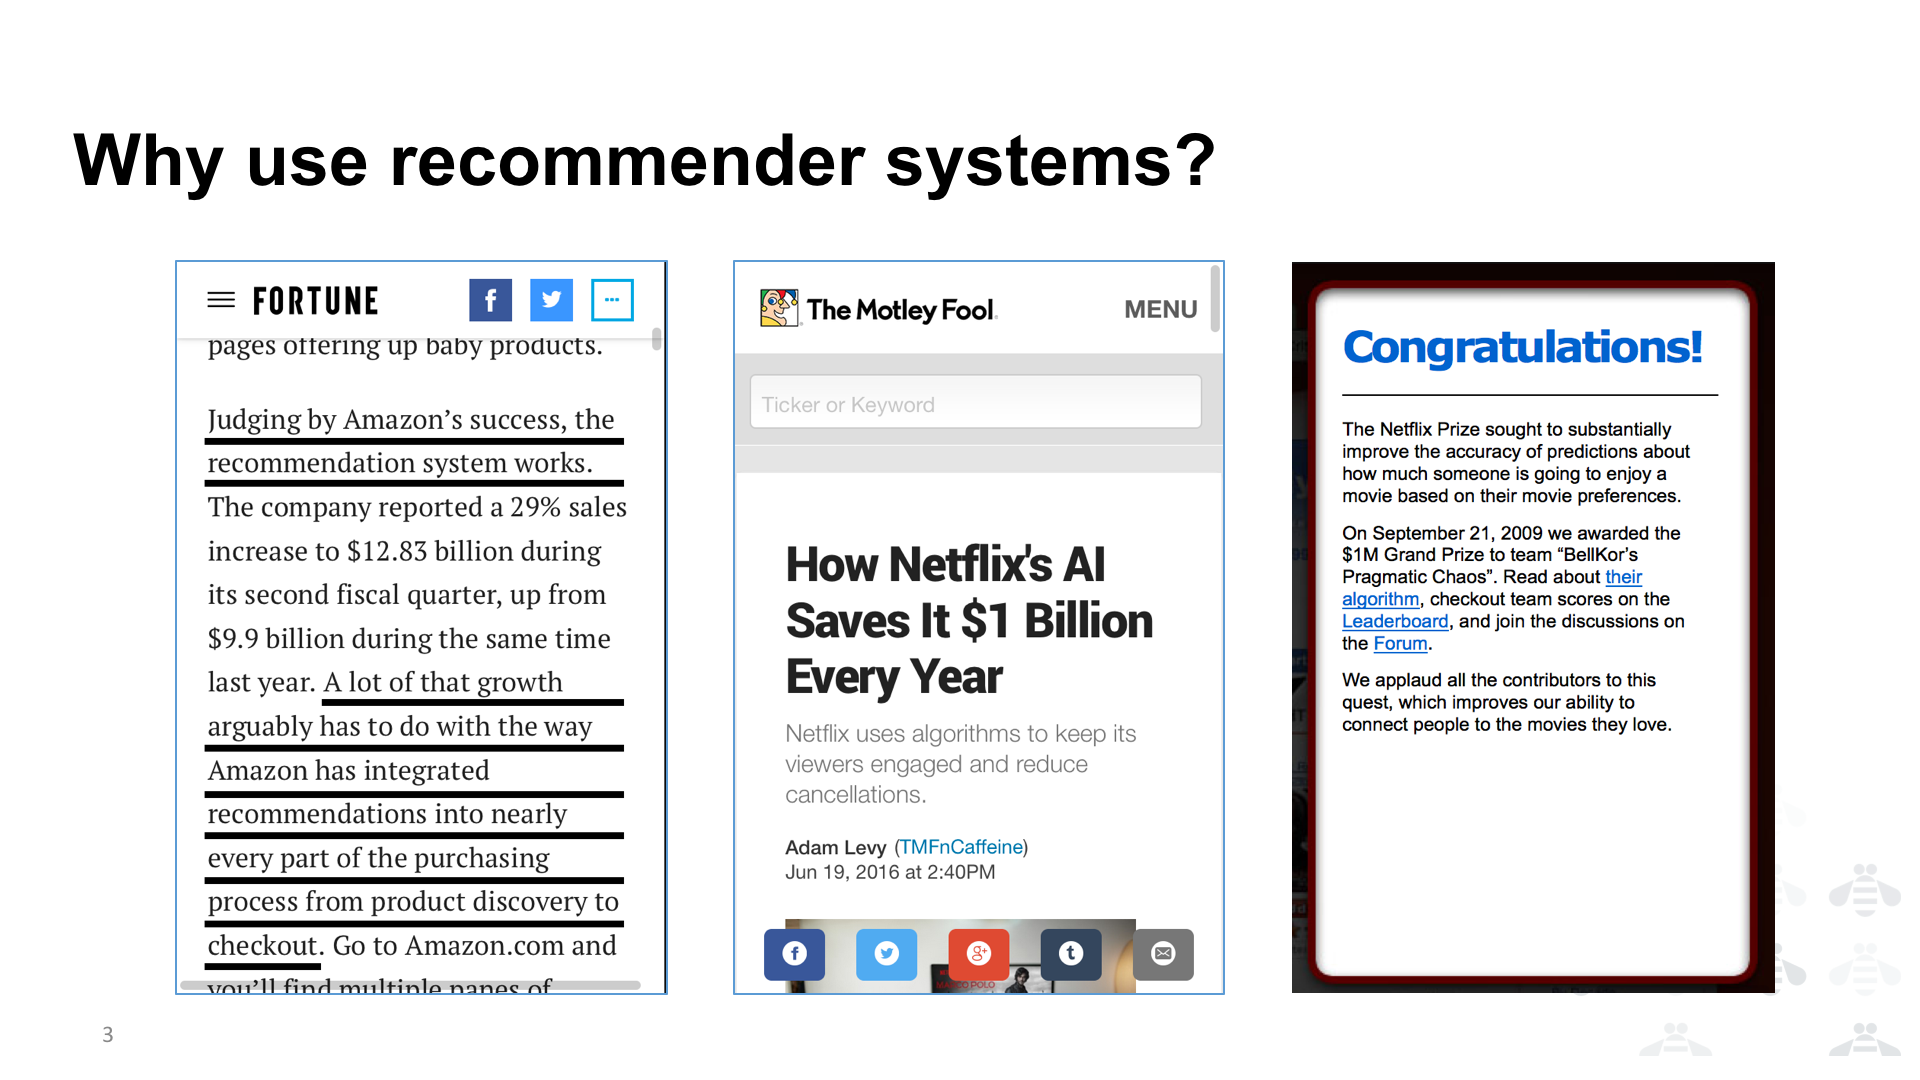 Why use recommender systems?
FORTUNE
pages offering up baby products.
Judging by Amazon's success, the
recommendation system works.
The company reported a 29% sales
increase to $12.83 billion during
its second fiscal quarter, up from
$9.9 billion during the same time
last year. A lot of that growth
arguably has to do with the way
Amazon has integrated
recommendations into nearly
every part of the purchasing
process from product discovery to
checkout. Go to Amazon.com and
you'll find multiple panes of
The Motley Fool.
MENU
Ticker or Keyword
How Netflix's AI
Saves It $1 Billion
Every Year
Netflix uses algorithms to keep its
viewers engaged and reduce
cancellations.
Adam Levy (TMFnCaffeine)
Jun 19, 2016 at 2:40PM
Congratulations!
The Netflix Prize sought to substantially
improve the accuracy of predictions about
how much someone is going to enjoy a
movie based on their movie preferences.
On September 21, 2009 we awarded the
$1M Grand Prize to team “BellKor's
Pragmatic Chaos”. Read about their
algorithm, checkout team scores on the
Leaderboard, and join the discussions on
the Forum.
We applaud all the contributors to this
quest, which improves our ability to
connect people to the movies they love.
3